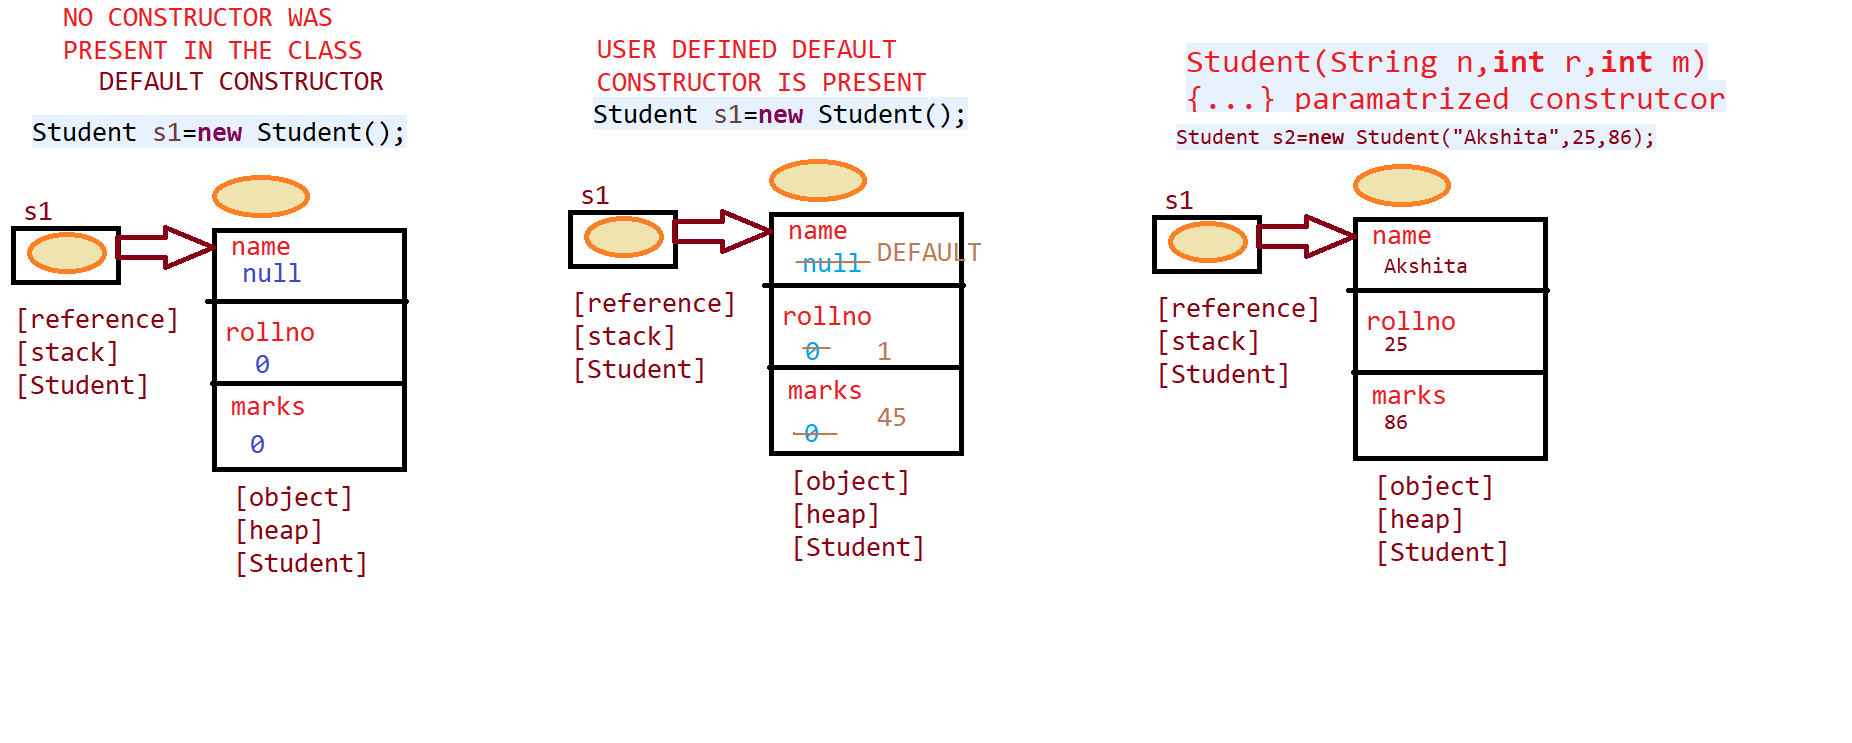 NO CONSTRUCTOR WAS
PRESENT IN THE CLASS
DEFAULT CONSTRUCTOR
Student s1=new Student();
s1
name
null
rollno
0
marks
0
[reference]
[stack]
[Student]
[object]
[heap]
[Student]
USER DEFINED DEFAULT
CONSTRUCTOR IS PRESENT
Student s1=new Student();
s1
name
null DEFAULT
rollno
0 1
marks
0 45
[reference]
[stack]
[Student]
[object]
[heap]
[Student]
Student(String n,int r,int m)
{...} paramatrized construtcor
Student s2=new Student("Akshita",25,86);
s1
name
Akshita
rollno
25
marks
86
[reference]
[stack]
[Student]
[object]
[heap]
[Student]